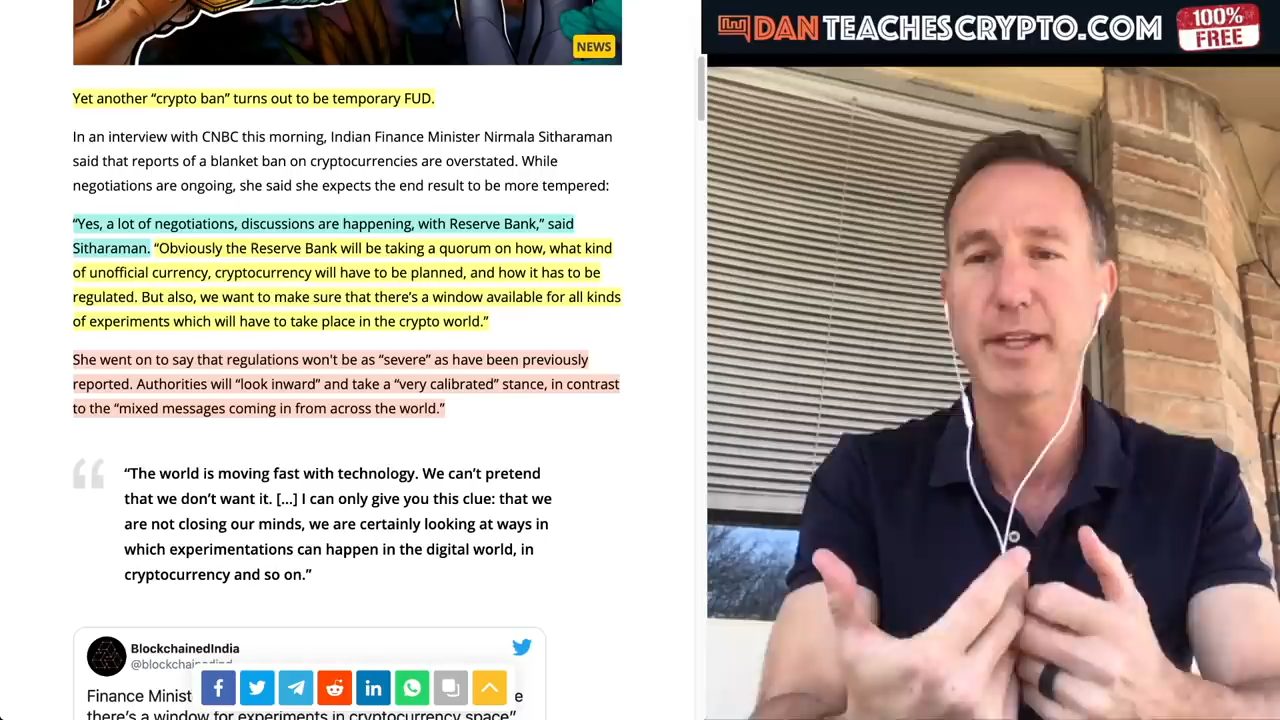 NEWS
Yet another “crypto ban” turns out to be temporary FUD.
In an interview with CNBC this morning, Indian Finance Minister Nirmala Sitharaman
said that reports of a blanket ban on cryptocurrencies are overstated. While
negotiations are ongoing, she said she expects the end result to be more tempered:
“Yes, a lot of negotiations, discussions are happening, with Reserve Bank,” said
Sitharaman. “Obviously the Reserve Bank will be taking a quorum on how, what kind
of unofficial currency, cryptocurrency will have to be planned, and how it has to be
regulated. But also, we want to make sure that there’s a window available for all kinds
of experiments which will have to take place in the crypto world.”
She went on to say that regulations won't be as “severe” as have been previously
reported. Authorities will “look inward” and take a “very calibrated” stance, in contrast
to the “mixed messages coming in from across the world.”
“The world is moving fast with technology. We can’t pretend
that we don’t want it. [...] I can only give you this clue: that we
are not closing our minds, we are certainly looking at ways in
which experimentations can happen in the digital world, in
cryptocurrency and so on.”
BlockchainedIndia
@blockchainedind
Finance Minist
there’s a window for experiments in cryptocurrency space”
DAN TEACHESCRYPTO.COM
100%
FREE